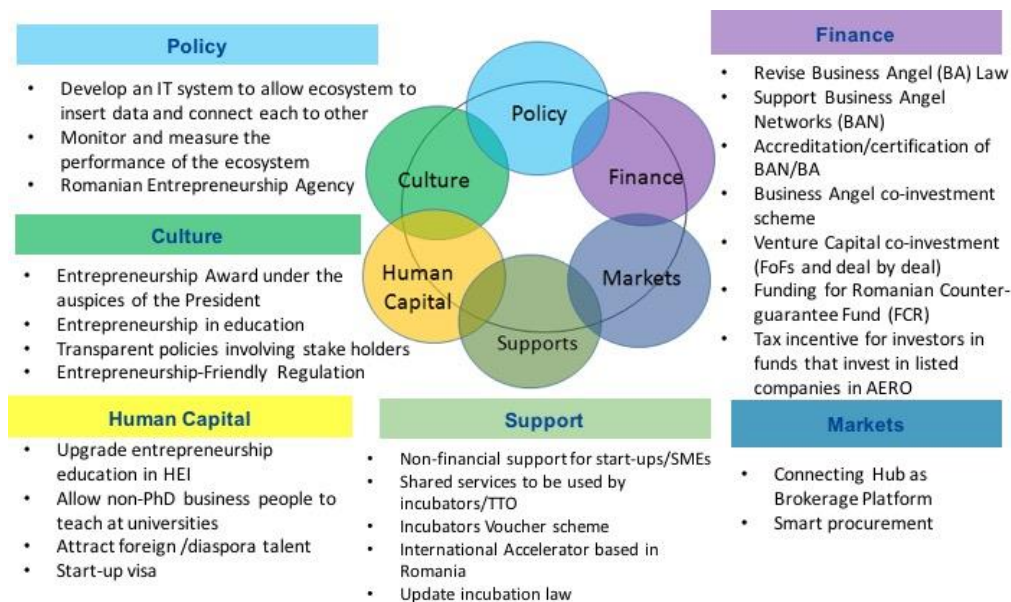 Policy
• Develop an IT system to allow ecosystem to
insert data and connect each to other
• Monitor and measure the
performance of the ecosystem
• Romanian Entrepreneurship Agency
Culture
• Entrepreneurship Award under the
auspices of the President
• Entrepreneurship in education
• Transparent policies involving stake holders
• Entrepreneurship-Friendly Regulation
Policy
Culture
Finance
Human
Capital
Markets
Supports
Finance
• Revise Business Angel (BA) Law
• Support Business Angel
Networks (BAN)
• Accreditation/certification of
BAN/BA
• Business Angel co-investment
scheme
• Venture Capital co-investment
(FoFs and deal by deal)
• Funding for Romanian Counter-
guarantee Fund (FCR)
• Tax incentive for investors in
funds that invest in listed
companies in AERO
Human Capital
• Upgrade entrepreneurship
education in HEI
• Allow non-PhD business people to
teach at universities
• Attract foreign /diaspora talent
• Start-up visa
Support
• Non-financial support for start-ups/SMEs
• Shared services to be used by
incubators/TTO
• Incubators Voucher scheme
• International Accelerator based in
Romania
• Update incubation law
Markets
• Connecting Hub as
Brokerage Platform
• Smart procurement